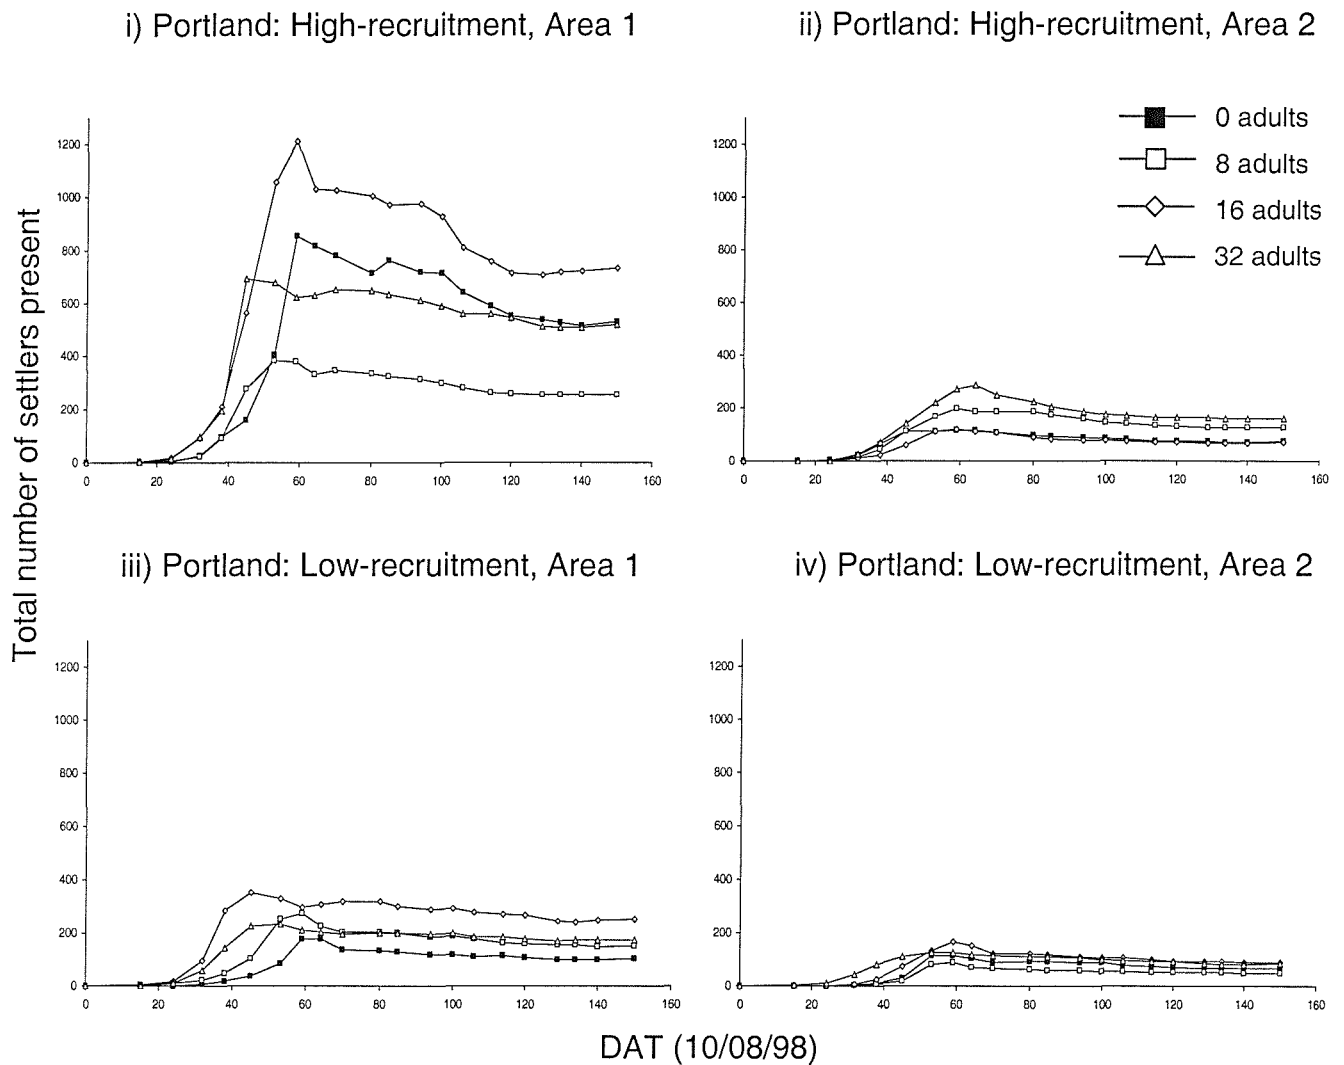 i) Portland: High-recruitment, Area 1
ii) Portland: High-recruitment, Area 2
0 adults
8 adults
16 adults
32 adults
1200
1000
800
600
400
200
0
0 20 40 60 80 100 120 140 160
1200
1000
800
600
400
200
0
0 20 40 60 80 100 120 140 160
Total number of settlers present
iii) Portland: Low-recruitment, Area 1
iv) Portland: Low-recruitment, Area 2
1200
1000
800
600
400
200
0
0 20 40 60 80 100 120 140 160
1200
1000
800
600
400
200
0
0 20 40 60 80 100 120 140 160
DAT (10/08/98)